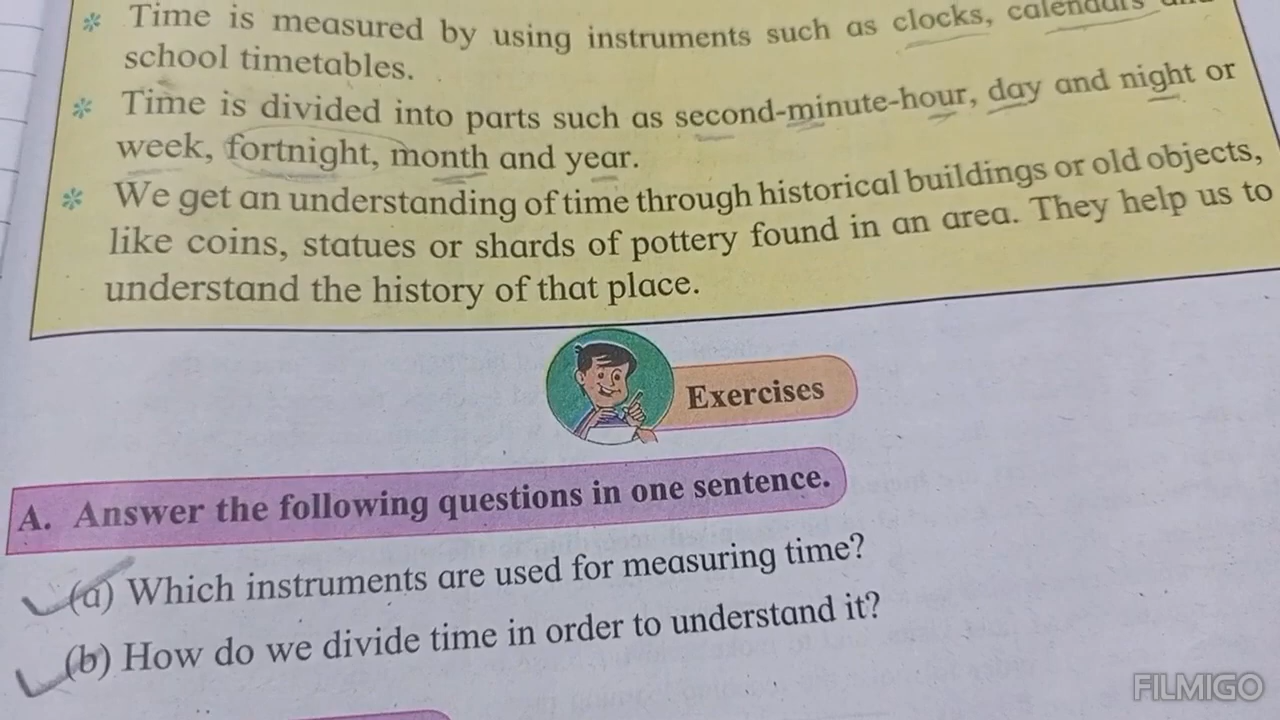 * Time is measured by using instruments such as clocks, calendars
school timetables.
* Time is divided into parts such as second-minute-hour, day and night or
week, fortnight, month and year.
* We get an understanding of time through historical buildings or old objects,
like coins, statues or shards of pottery found in an area. They help us to
understand the history of that place.
Exercises
A. Answer the following questions in one sentence.
(a) Which instruments are used for measuring time?
(b) How do we divide time in order to understand it?
FILMIGO